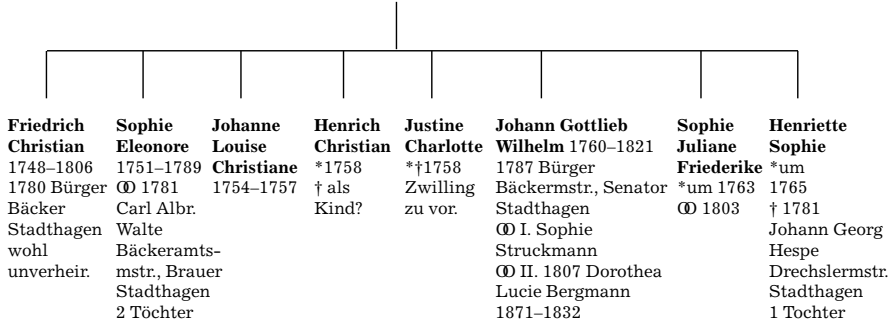 Friedrich
Christian
1748–1806
1780 Bürger
Bäcker
Stadthagen
wohl
unverheir.
Sophie
Eleonore
1751–1789
ꚙ 1781
Carl Albr.
Walte
Bäckeramts-
mstr., Brauer
Stadthagen
2 Töchter
Johanne
Louise
Christiane
1754–1757
Henrich
Christian
*1758
† als
Kind?
Justine
Charlotte
*†1758
Zwilling
zu vor.
Johann Gottlieb
Wilhelm 1760–1821
1787 Bürger
Bäckermstr., Senator
Stadthagen
ꚙ I. Sophie
Struckmann
ꚙ II. 1807 Dorothea
Lucie Bergmann
1871–1832
Sophie
Juliane
Friederike
*um 1763
ꚙ 1803
Henriette
Sophie
*um
1765
† 1781
Johann Georg
Hespe
Drechslermstr.
Stadthagen
1 Tochter